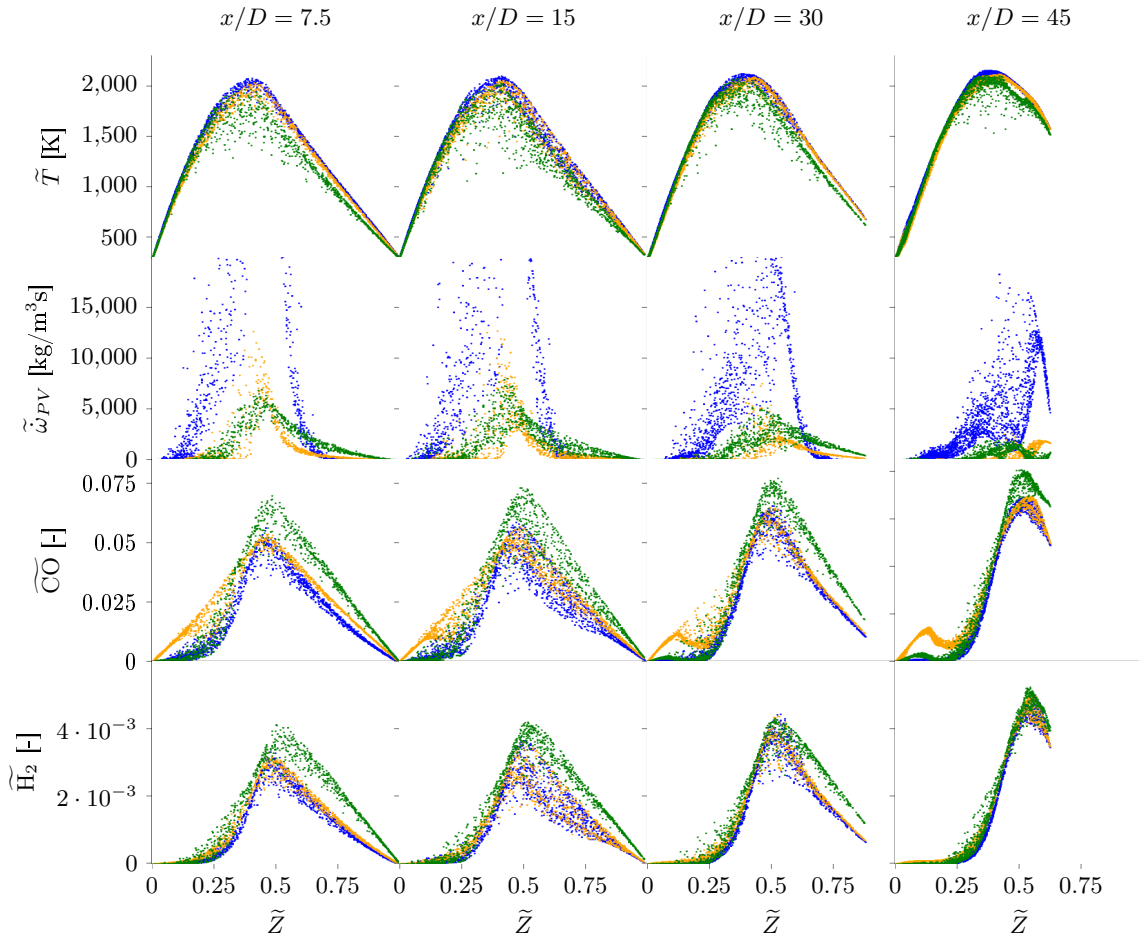 x/D = 7.5 x/D = 15 x/D = 30 x/D = 45
T̃ [K]
2,000
1,500
1,000
500
ω̇̃_PV [kg/m³s]
15,000
10,000
5,000
0
C͠O [-]
0.075
0.05
0.025
0
H̃₂ [-]
4 · 10⁻³
2 · 10⁻³
0
0 0.25 0.5 0.75 0 0.25 0.5 0.75 0 0.25 0.5 0.75 0 0.25 0.5 0.75
Z̃ Z̃ Z̃ Z̃